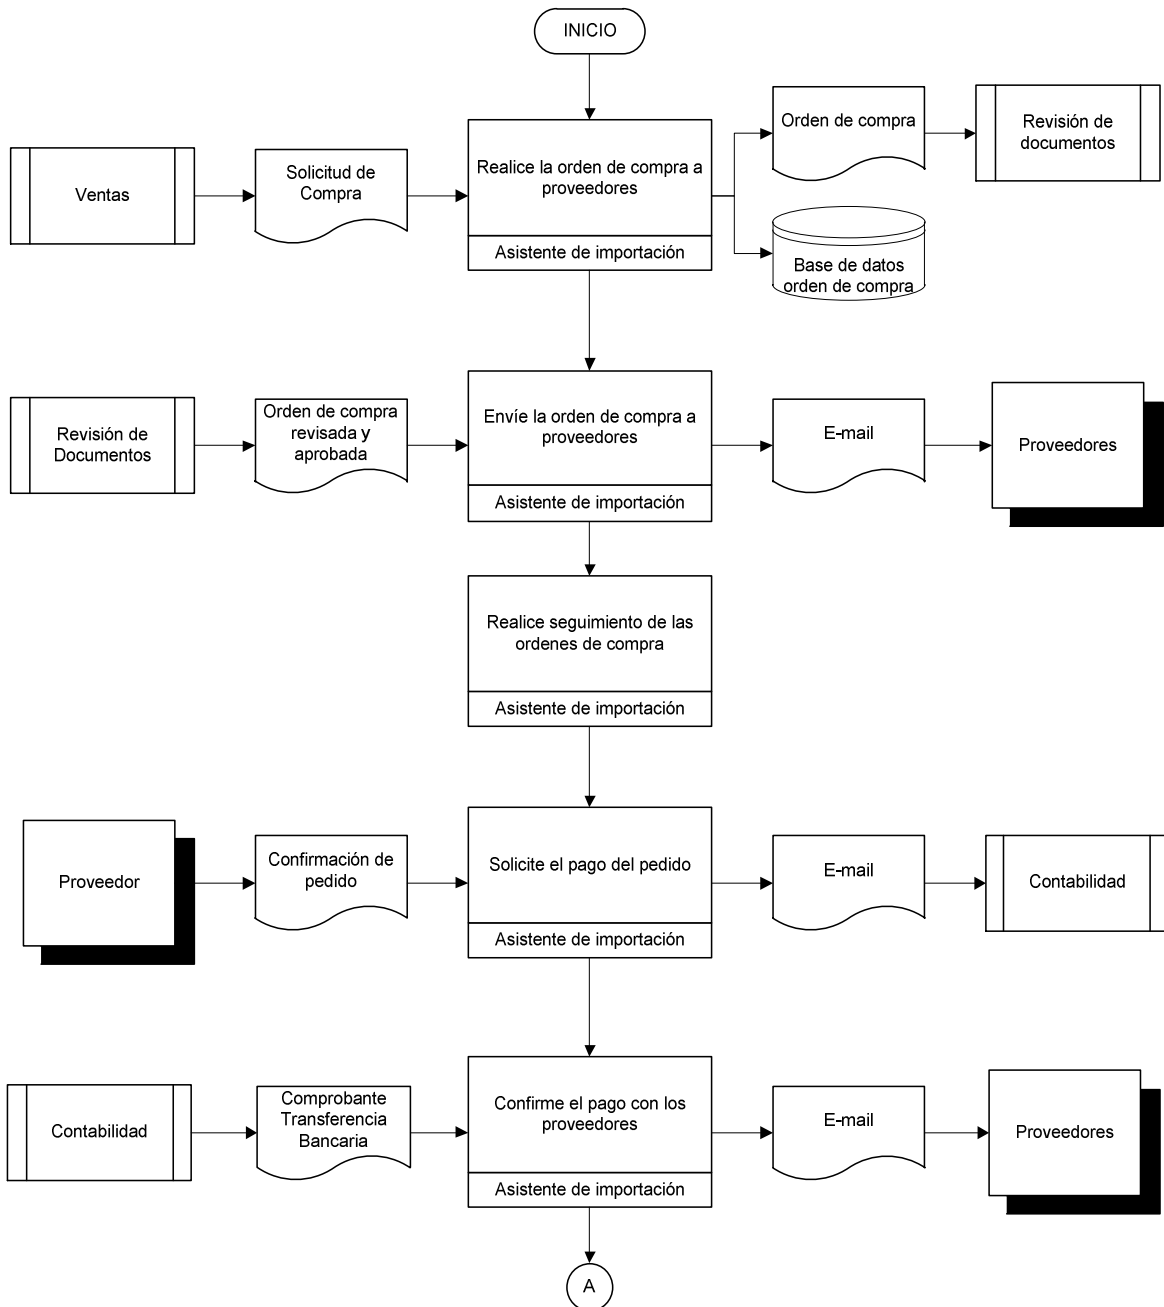 INICIO
Ventas
Solicitud de
Compra
Realice la orden de compra a
proveedores
Asistente de importación
Orden de compra
Revisión de
documentos
Base de datos
orden de compra
Revisión de
Documentos
Orden de compra
revisada y
aprobada
Envíe la orden de compra a
proveedores
Asistente de importación
E-mail
Proveedores
Realice seguimiento de las
ordenes de compra
Asistente de importación
Proveedor
Confirmación de
pedido
Solicite el pago del pedido
Asistente de importación
E-mail
Contabilidad
Contabilidad
Comprobante
Transferencia
Bancaria
Confirme el pago con los
proveedores
Asistente de importación
E-mail
Proveedores
A